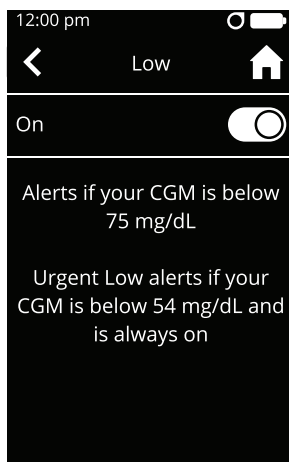 12:00 pm
Low
On
Alerts if your CGM is below
75 mg/dL
Urgent Low alerts if your
CGM is below 54 mg/dL and
is always on